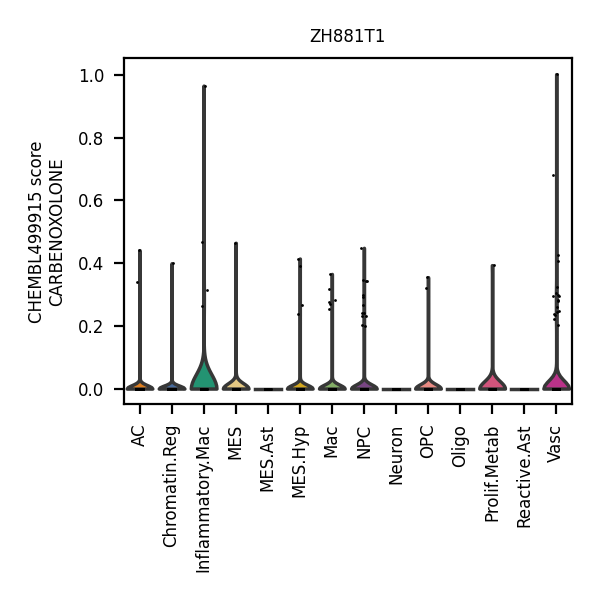 ZH881T1
CHEMBL499915 score
CARBENOXOLONE
1.0
0.8
0.6
0.4
0.2
0.0
AC
Chromatin.Reg
Inflammatory.Mac
MES
MES.Ast
MES.Hyp
Mac
NPC
Neuron
OPC
Oligo
Prolif.Metab
Reactive.Ast
Vasc